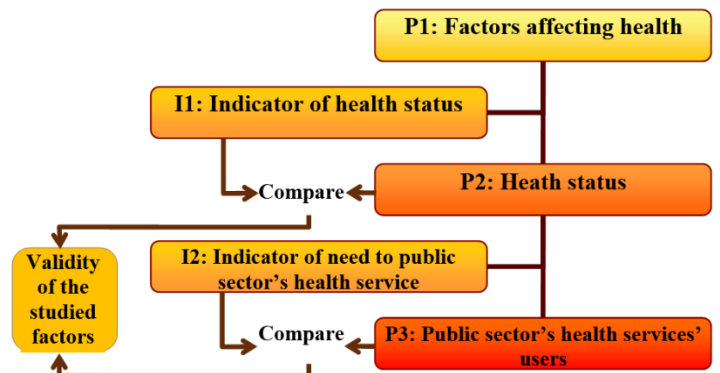 P1: Factors affecting health
I1: Indicator of health status
Compare
P2: Heath status
Validity
of the
studied
factors
I2: Indicator of need to public
sector's health service
Compare
P3: Public sector's health services'
users